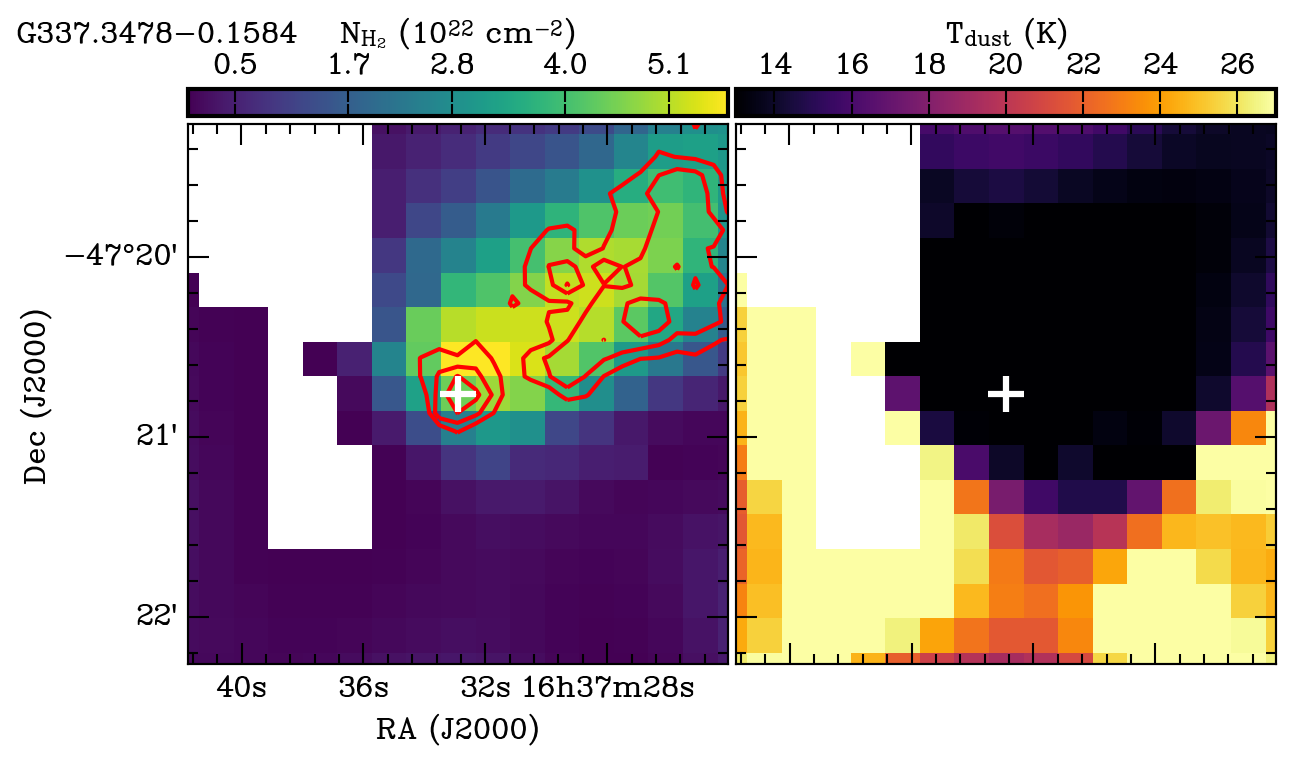 G337.3478−0.1584 N_H₂ (10²² cm⁻²) T_dust (K)
0.5 1.7 2.8 4.0 5.1 14 16 18 20 22 24 26
−47°20'
21'
22'
Dec (J2000)
40s 36s 32s 16h37m28s
RA (J2000)